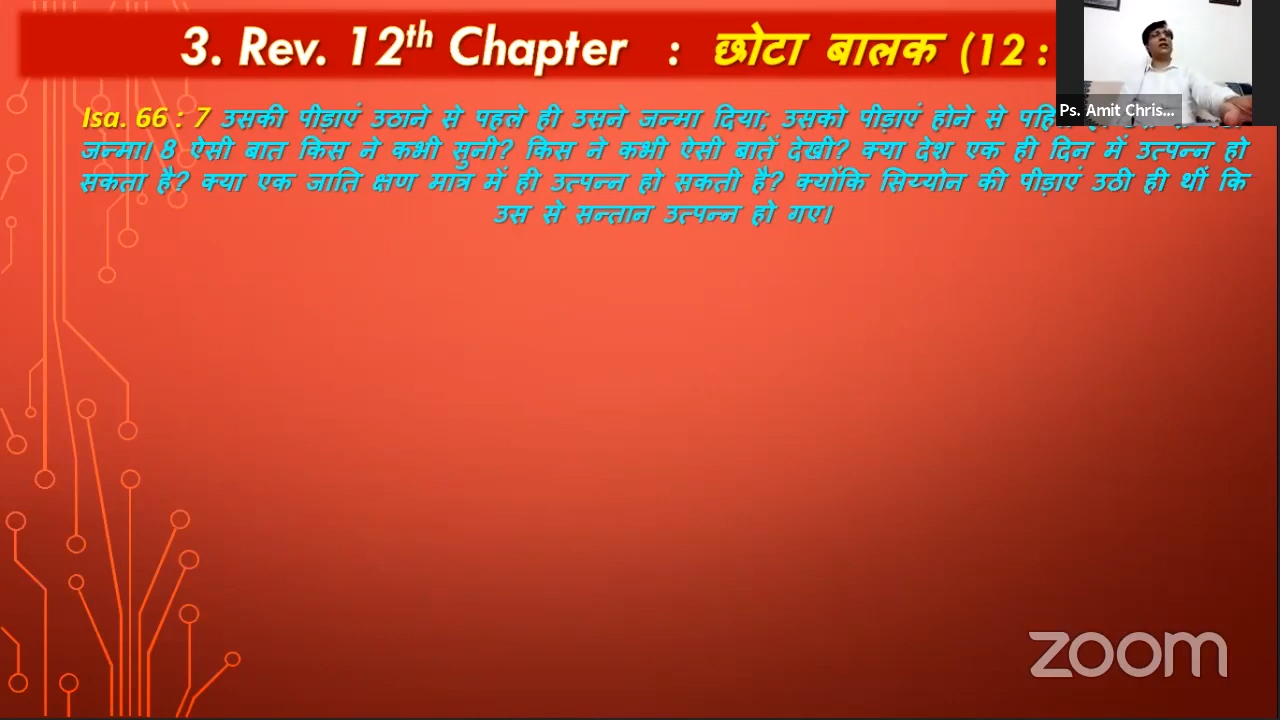 3. Rev. 12th Chapter : छोटा बालक (12 :
Ps. Amit Chris...
Isa. 66 : 7 उसकी पीड़ाएं उठाने से पहले ही उसने जन्मा दिया; उसको पीड़ाएं होने से
जन्मा। 8 ऐसी बात किस ने कभी सुनी? किस ने कभी ऐसी बातें देखी? क्या देश एक ही दिन में उत्पन्न हो
सकता है? क्या एक जाति क्षण मात्र में ही उत्पन्न हो सकती है? क्योंकि सिय्योन की पीड़ाएं उठी ही थीं कि
उस से सन्तान उत्पन्न हो गए।
zoom